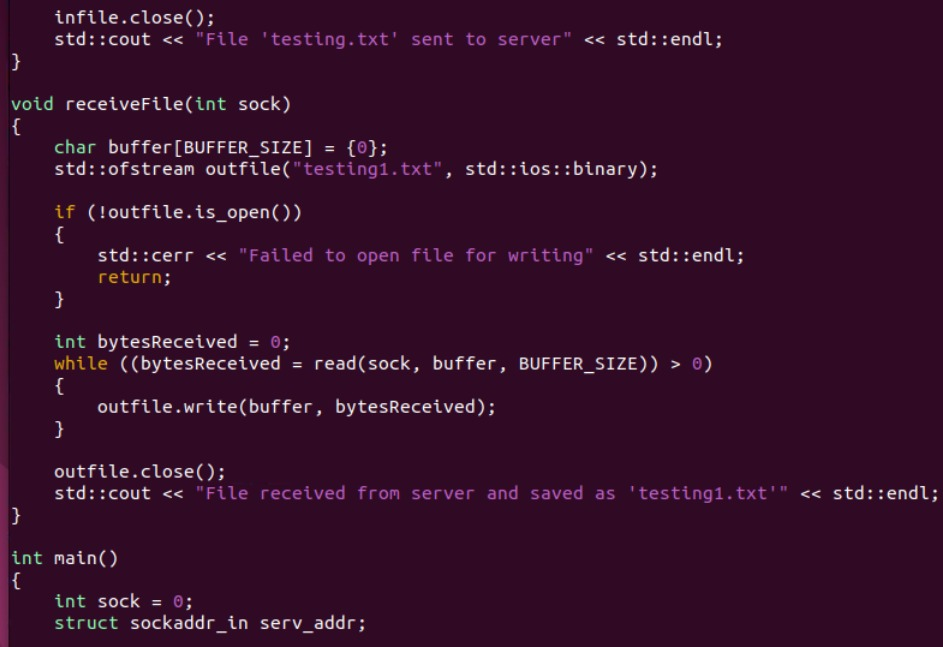 infile.close();
    std::cout << "File 'testing.txt' sent to server" << std::endl;
}
void receiveFile(int sock)
{
    char buffer[BUFFER_SIZE] = {0};
    std::ofstream outfile("testing1.txt", std::ios::binary);
    if (!outfile.is_open())
    {
        std::cerr << "Failed to open file for writing" << std::endl;
        return;
    }
    int bytesReceived = 0;
    while ((bytesReceived = read(sock, buffer, BUFFER_SIZE)) > 0)
    {
        outfile.write(buffer, bytesReceived);
    }
    outfile.close();
    std::cout << "File received from server and saved as 'testing1.txt'" << std::endl;
}
int main()
{
    int sock = 0;
    struct sockaddr_in serv_addr;